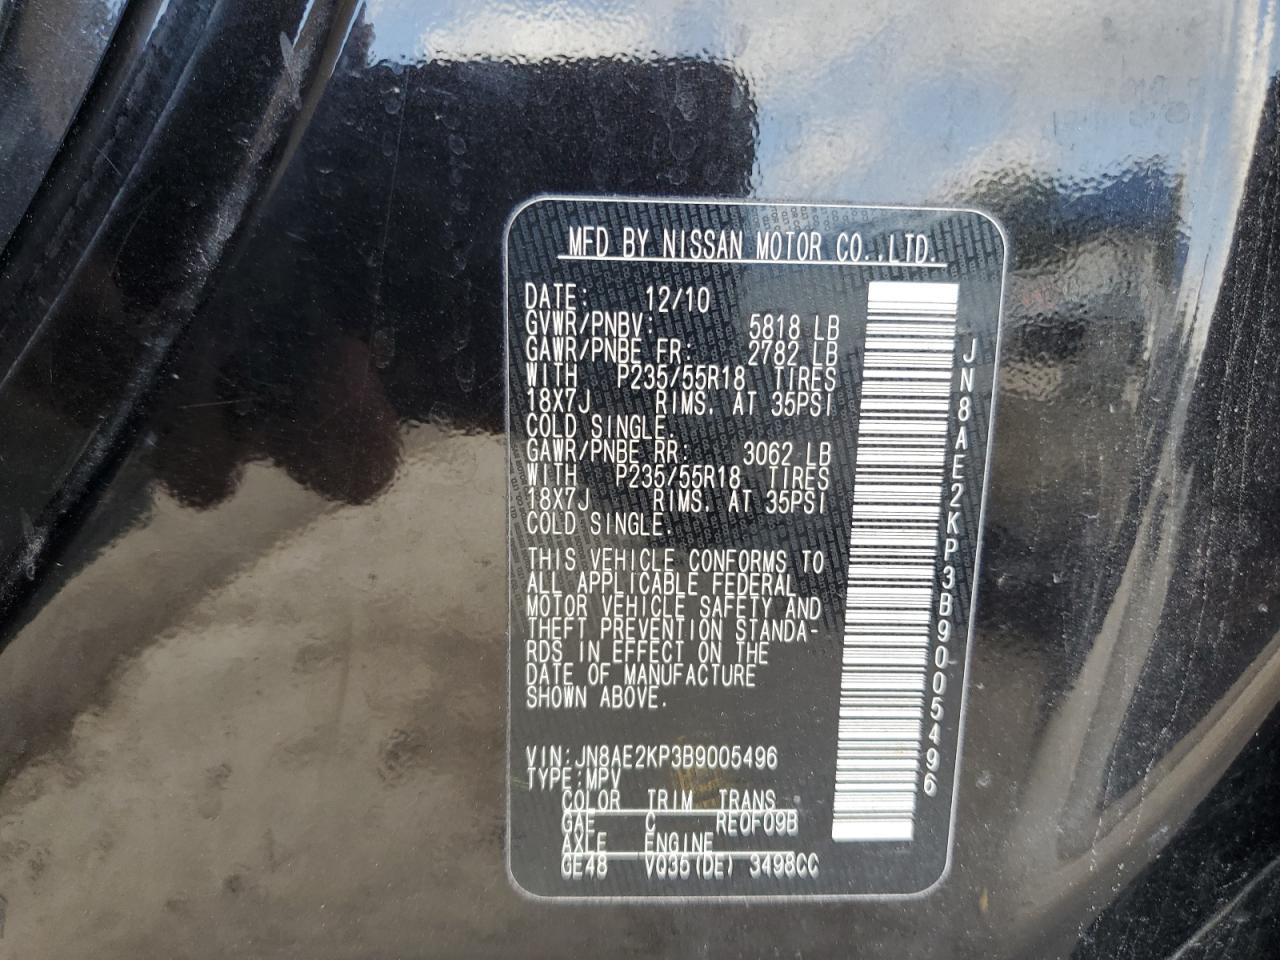 MFD BY NISSAN MOTOR CO.,LTD.
DATE: 12/10
GVWR/PNBV: 5818 LB
GAWR/PNBE FR: 2782 LB
WITH P235/55R18 TIRES
18X7J RIMS. AT 35PSI
COLD SINGLE.
GAWR/PNBE RR: 3062 LB
WITH P235/55R18 TIRES
18X7J RIMS. AT 35PSI
COLD SINGLE.
THIS VEHICLE CONFORMS TO
ALL APPLICABLE FEDERAL
MOTOR VEHICLE SAFETY AND
THEFT PREVENTION STANDA-
RDS IN EFFECT ON THE
DATE OF MANUFACTURE
SHOWN ABOVE.
VIN:JN8AE2KP3B9005496
TYPE:MPV
COLOR TRIM TRANS
GAE C RE0F09B
AXLE ENGINE
GE48 VQ35(DE) 3498CC
JN8AE2KP3B9005496